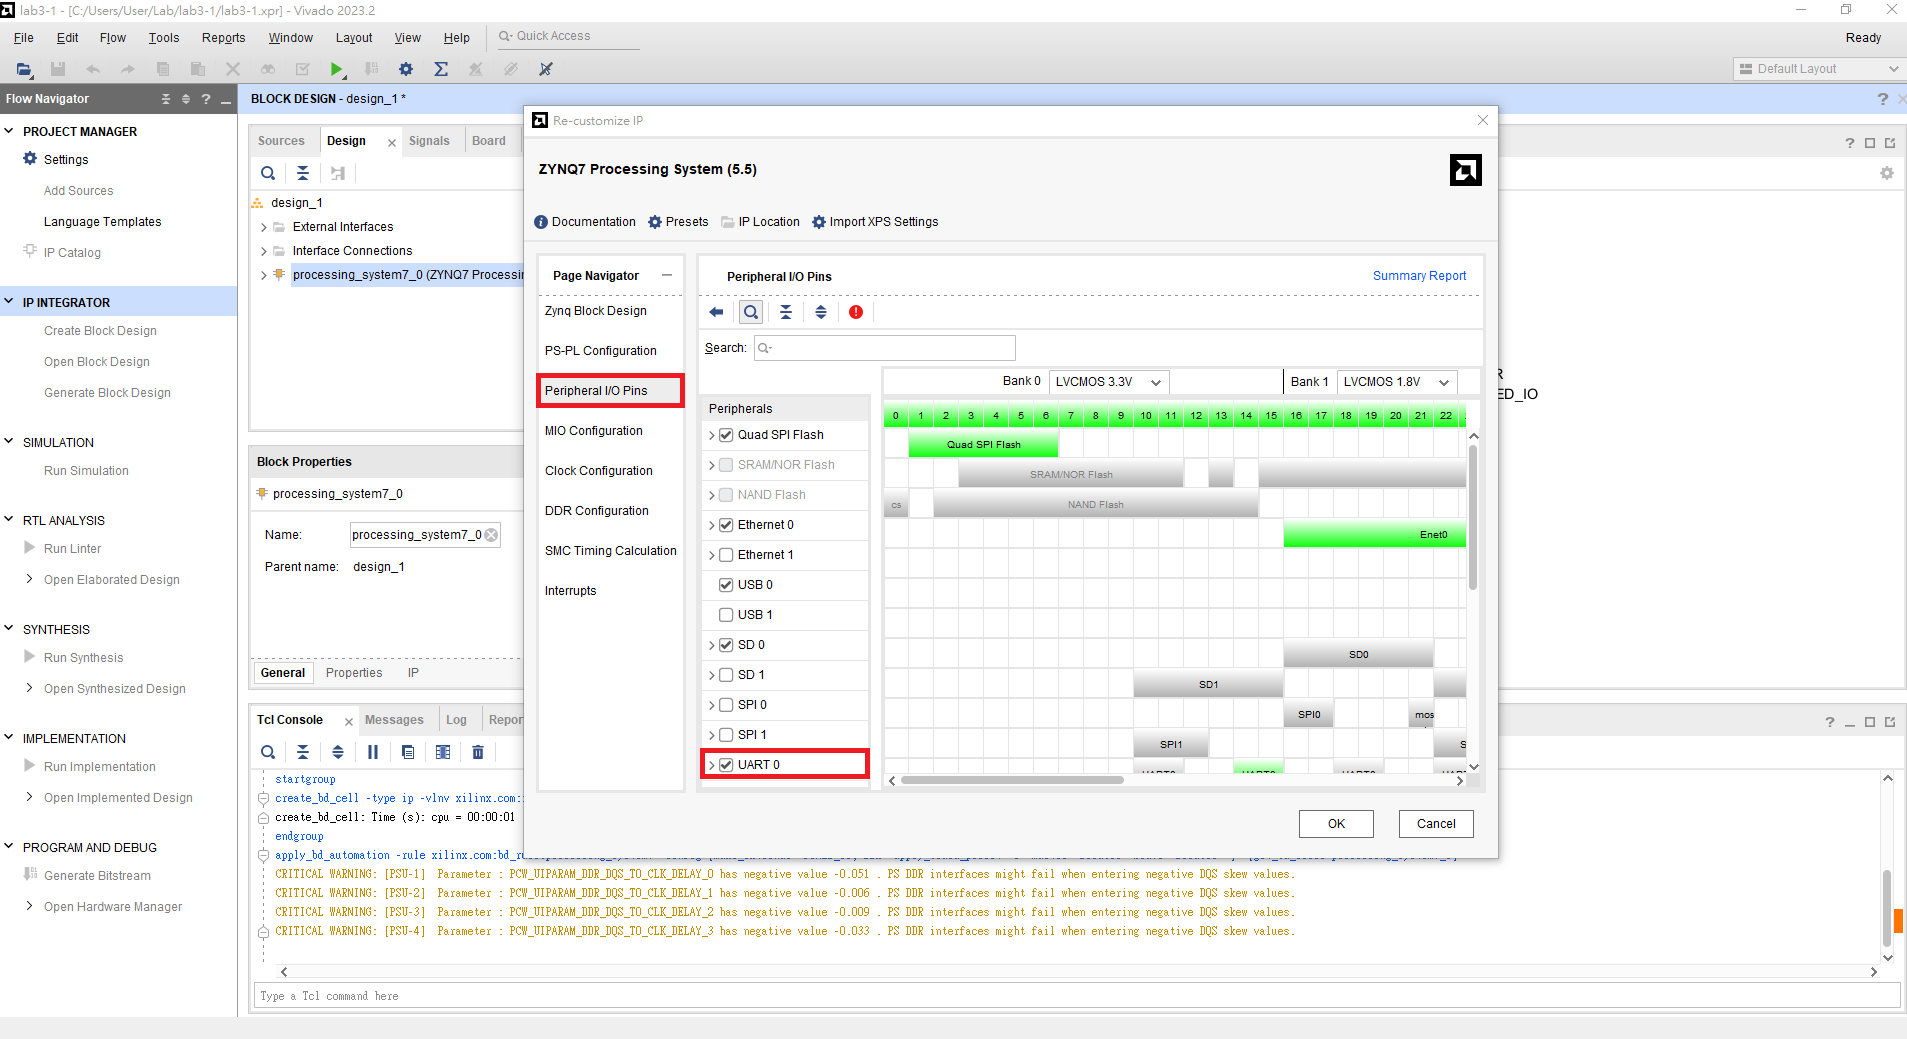 lab3-1 - [C:/Users/User/Lab/lab3-1/lab3-1.xpr] - Vivado 2023.2
File Edit Flow Tools Reports Window Layout View Help Quick Access
Ready
Default Layout
Flow Navigator
PROJECT MANAGER
Settings
Add Sources
Language Templates
IP Catalog
IP INTEGRATOR
Create Block Design
Open Block Design
Generate Block Design
SIMULATION
Run Simulation
RTL ANALYSIS
Run Linter
Open Elaborated Design
SYNTHESIS
Run Synthesis
Open Synthesized Design
IMPLEMENTATION
Run Implementation
Open Implemented Design
PROGRAM AND DEBUG
Generate Bitstream
Open Hardware Manager
BLOCK DESIGN - design_1 *
Sources Design Signals Board
design_1
External Interfaces
Interface Connections
processing_system7_0 (ZYNQ7 Processin
Block Properties
processing_system7_0
Name: processing_system7_0
Parent name: design_1
General Properties IP
Re-customize IP
ZYNQ7 Processing System (5.5)
Documentation Presets IP Location Import XPS Settings
Page Navigator
Zynq Block Design
PS-PL Configuration
Peripheral I/O Pins
MIO Configuration
Clock Configuration
DDR Configuration
SMC Timing Calculation
Interrupts
Peripheral I/O Pins
Summary Report
Search:
Bank 0 LVCMOS 3.3V Bank 1 LVCMOS 1.8V
Peripherals
0 1 2 3 4 5 6 7 8 9 10 11 12 13 14 15 16 17 18 19 20 21 22
Quad SPI Flash Quad SPI Flash
SRAM/NOR Flash SRAM/NOR Flash
NAND Flash cs NAND Flash
Ethernet 0 Enet0
Ethernet 1
USB 0
USB 1
SD 0 SD0
SD 1 SD1
SPI 0 SPI0 mos
SPI 1 SPI1 S
UART 0 UART0 UART0 UART0
OK Cancel
R
ED_IO
Tcl Console Messages Log Repor
startgroup
create_bd_cell -type ip -vlnv xilinx.com:
create_bd_cell: Time (s): cpu = 00:00:01
endgroup
apply_bd_automation -rule xilinx.com:bd_
CRITICAL WARNING: [PSU-1] Parameter : PCW_UIPARAM_DDR_DQS_TO_CLK_DELAY_0 has negative value -0.051 . PS DDR interfaces might fail when entering negative DQS skew values.
CRITICAL WARNING: [PSU-2] Parameter : PCW_UIPARAM_DDR_DQS_TO_CLK_DELAY_1 has negative value -0.006 . PS DDR interfaces might fail when entering negative DQS skew values.
CRITICAL WARNING: [PSU-3] Parameter : PCW_UIPARAM_DDR_DQS_TO_CLK_DELAY_2 has negative value -0.009 . PS DDR interfaces might fail when entering negative DQS skew values.
CRITICAL WARNING: [PSU-4] Parameter : PCW_UIPARAM_DDR_DQS_TO_CLK_DELAY_3 has negative value -0.033 . PS DDR interfaces might fail when entering negative DQS skew values.
Type a Tcl command here